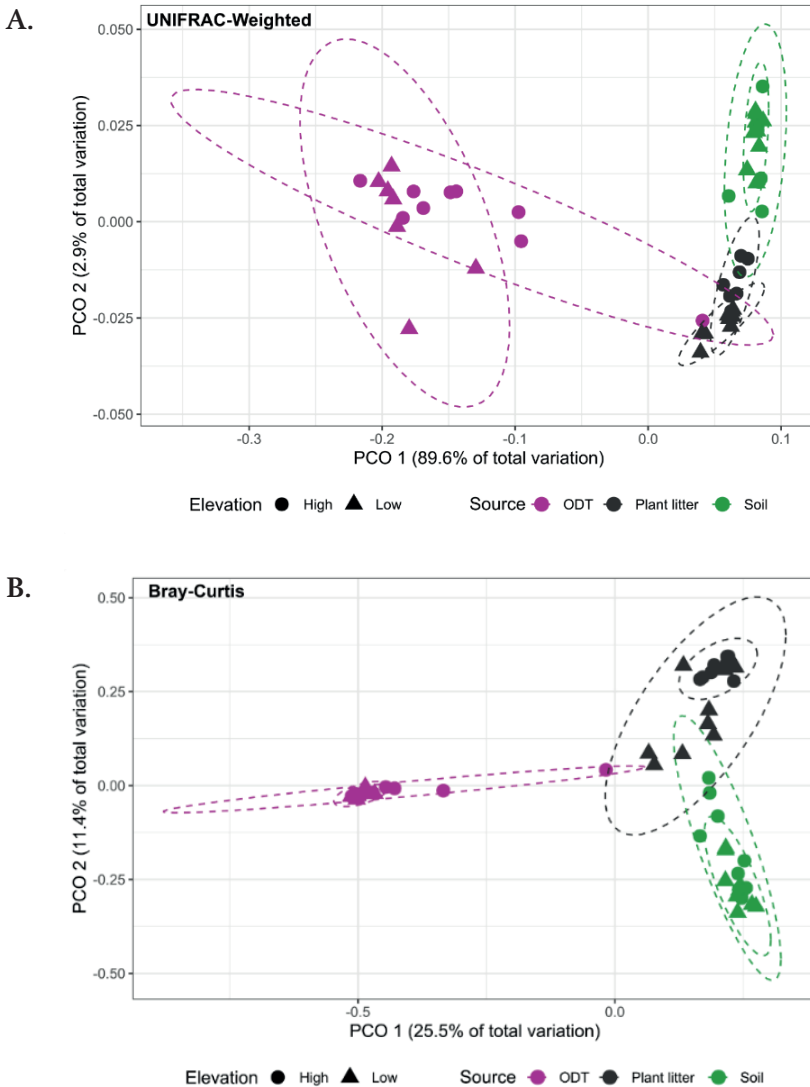 A.
UNIFRAC-Weighted
0.050
0.025
0.000
-0.025
-0.050
PCO 2 (2.9% of total variation)
-0.3 -0.2 -0.1 0.0 0.1
PCO 1 (89.6% of total variation)
Elevation High Low Source ODT Plant litter Soil
B.
Bray-Curtis
0.50
0.25
0.00
-0.25
-0.50
PCO 2 (11.4% of total variation)
-0.5 0.0
PCO 1 (25.5% of total variation)
Elevation High Low Source ODT Plant litter Soil